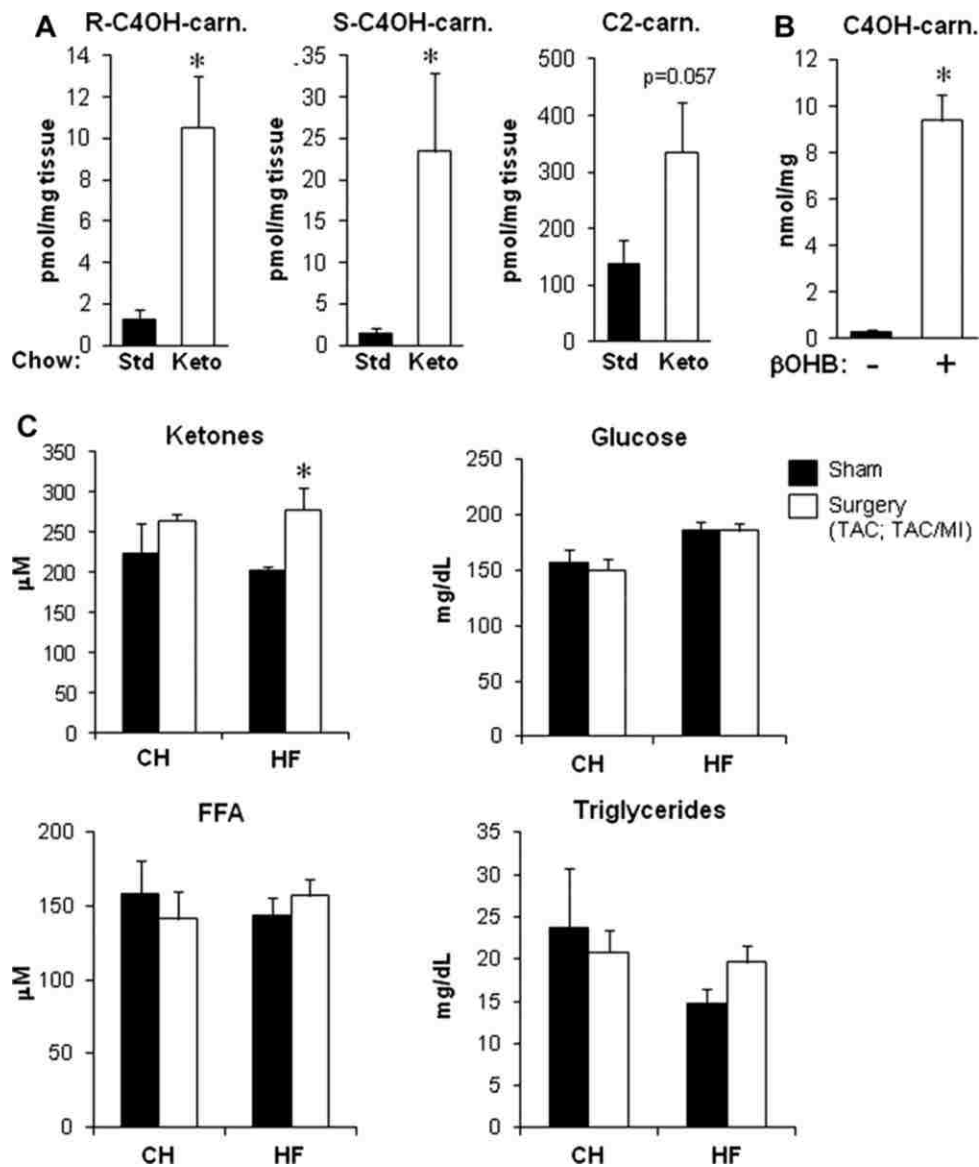 A
R-C4OH-carn.
14
12
10
8
6
4
2
0
pmol/mg tissue
*
Chow: Std Keto
S-C4OH-carn.
35
30
25
20
15
10
5
0
pmol/mg tissue
*
Std Keto
C2-carn.
500
400
300
200
100
0
pmol/mg tissue
p=0.057
Std Keto
B
C4OH-carn.
12
10
8
6
4
2
0
nmol/mg
*
βOHB: - +
C
Ketones
350
300
250
200
150
100
50
0
μM
*
CH HF
Glucose
250
200
150
100
50
0
mg/dL
CH HF
Sham
Surgery
(TAC; TAC/MI)
FFA
200
150
100
50
0
μM
CH HF
Triglycerides
35
30
25
20
15
10
5
0
mg/dL
CH HF